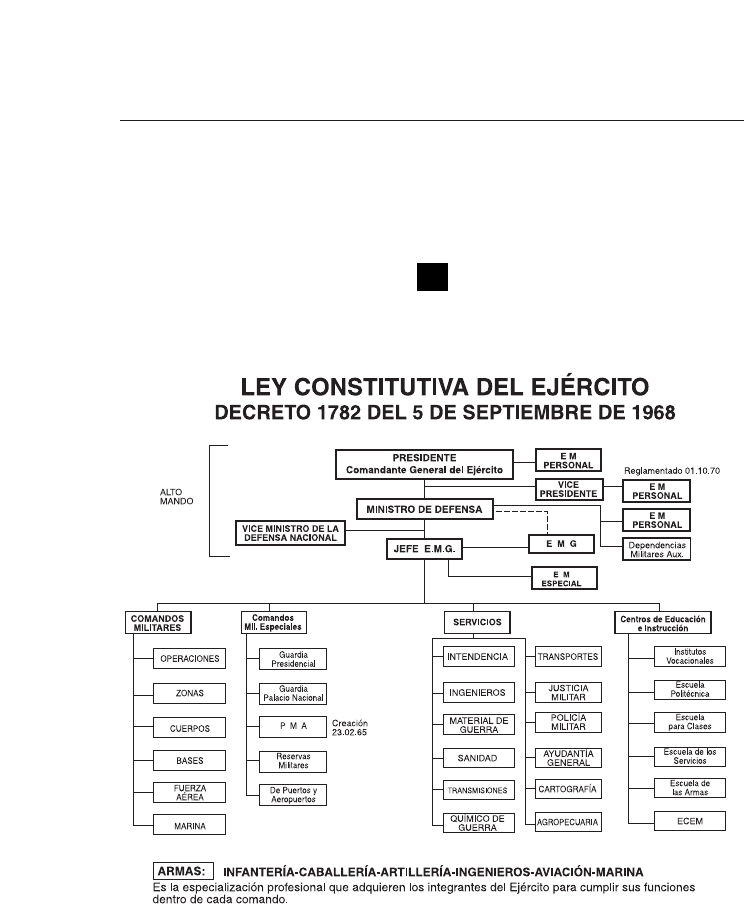 LEY CONSTITUTIVA DEL EJÉRCITO
DECRETO 1782 DEL 5 DE SEPTIEMBRE DE 1968
ALTO
MANDO
PRESIDENTE
Comandante General del Ejército
E M
PERSONAL
VICE
PRESIDENTE
Reglamentado 01.10.70
E M
PERSONAL
MINISTRO DE DEFENSA
E M
PERSONAL
VICE MINISTRO DE LA
DEFENSA NACIONAL
JEFE E.M.G.
E M G
Dependencias
Militares Aux.
E M
ESPECIAL
COMANDOS
MILITARES
OPERACIONES
ZONAS
CUERPOS
BASES
FUERZA
AÉREA
MARINA
Comandos
Mil. Especiales
Guardia
Presidencial
Guardia
Palacio Nacional
P M A
Creación
23.02.65
Reservas
Militares
De Puertos y
Aeropuertos
SERVICIOS
INTENDENCIA
INGENIEROS
MATERIAL DE
GUERRA
SANIDAD
TRANSMISIONES
QUÍMICO DE
GUERRA
TRANSPORTES
JUSTICIA
MILITAR
POLICÍA
MILITAR
AYUDANTÍA
GENERAL
CARTOGRAFÍA
AGROPECUARIA
Centros de Educación
e Instrucción
Institutos
Vocacionales
Escuela
Politécnica
Escuela
para Clases
Escuela de los
Servicios
Escuela de
las Armas
ECEM
ARMAS: INFANTERÍA-CABALLERÍA-ARTILLERÍA-INGENIEROS-AVIACIÓN-MARINA
Es la especialización profesional que adquieren los integrantes del Ejército para cumplir sus funciones
dentro de cada comando.